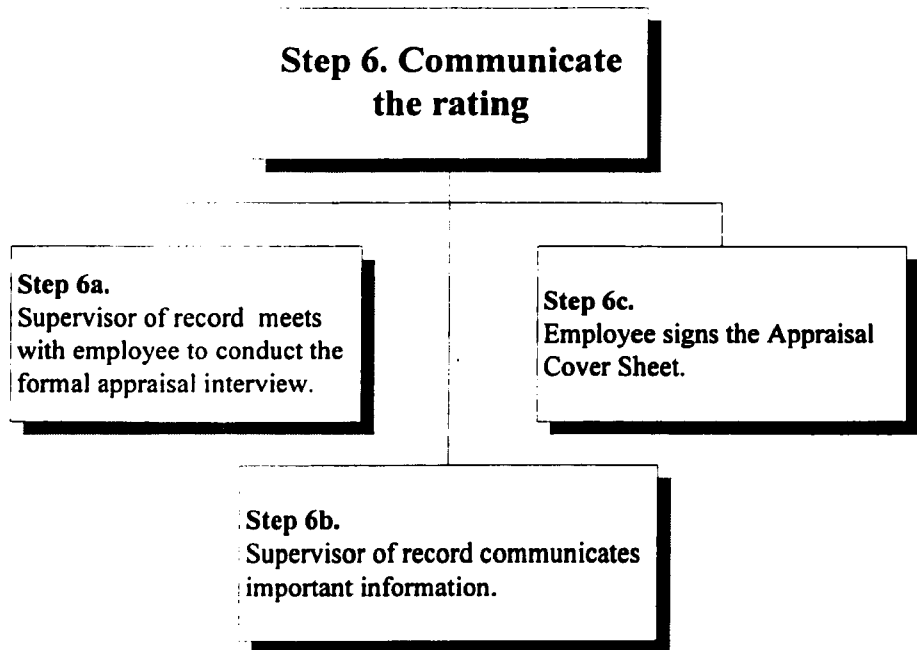 Step 6. Communicate
the rating
Step 6a.
Supervisor of record meets
with employee to conduct the
formal appraisal interview.
Step 6b.
Supervisor of record communicates
important information.
Step 6c.
Employee signs the Appraisal
Cover Sheet.